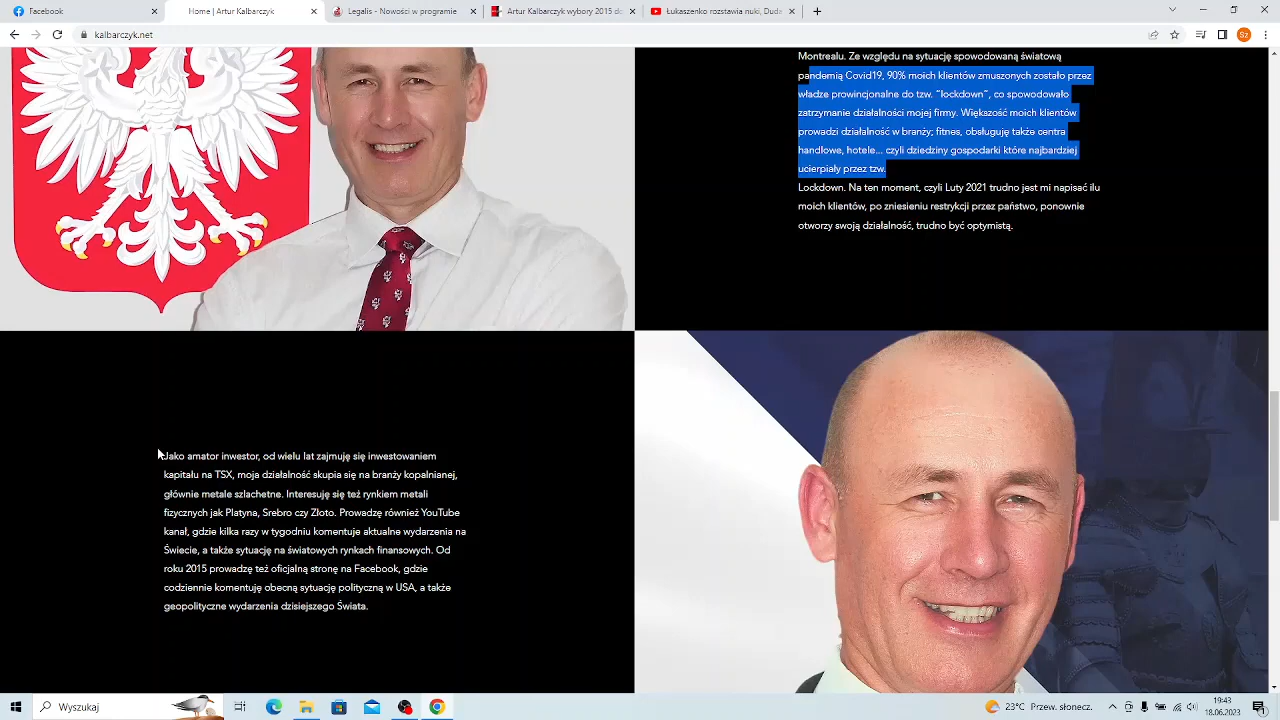 Facebook
Home | Artur Kalbarczyk
Legalis - Nowości w programie
Artur Kalbarczyk wybory 2015 do
Łukaszenko rozstawia nuki, Duda
kalbarczyk.net
Sz
Montrealu. Ze względu na sytuację spowodowaną światową
pandemią Covid19, 90% moich klientów zmuszonych zostało przez
władze prowincjonalne do tzw. "lockdown", co spowodowało
zatrzymanie działalności mojej firmy. Większość moich klientów
prowadzi działalność w branży; fitnes, obsługuję także centra
handlowe, hotele... czyli dziedziny gospodarki które najbardziej
ucierpiały przez tzw.
Lockdown. Na ten moment, czyli Luty 2021 trudno jest mi napisać ilu
moich klientów, po zniesieniu restrykcji przez państwo, ponownie
otworzy swoją działalność, trudno być optymistą.
Jako amator inwestor, od wielu lat zajmuję się inwestowaniem
kapitału na TSX, moja działalność skupia się na branży kopalnianej,
głównie metale szlachetne. Interesuję się też rynkiem metali
fizycznych jak Platyna, Srebro czy Złoto. Prowadzę również YouTube
kanał, gdzie kilka razy w tygodniu komentuje aktualne wydarzenia na
Świecie, a także sytuację na światowych rynkach finansowych. Od
roku 2015 prowadzę też oficjalną stronę na Facebook, gdzie
codziennie komentuję obecną sytuację polityczną w USA, a także
geopolityczne wydarzenia dzisiejszego Świata.
Wyszukaj
23°C Przew. słonecz.
19:43
18.06.2023